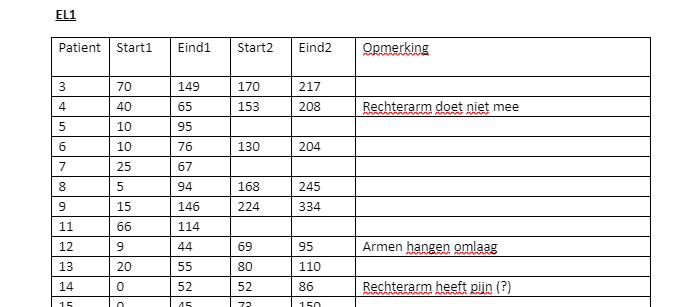 EL1
Patient Start1 Eind1 Start2 Eind2 Opmerking
3 70 149 170 217
4 40 65 153 208 Rechterarm doet niet mee
5 10 95
6 10 76 130 204
7 25 67
8 5 94 168 245
9 15 146 224 334
11 66 114
12 9 44 69 95 Armen hangen omlaag
13 20 55 80 110
14 0 52 52 86 Rechterarm heeft pijn (?)
15 0 45 73 150